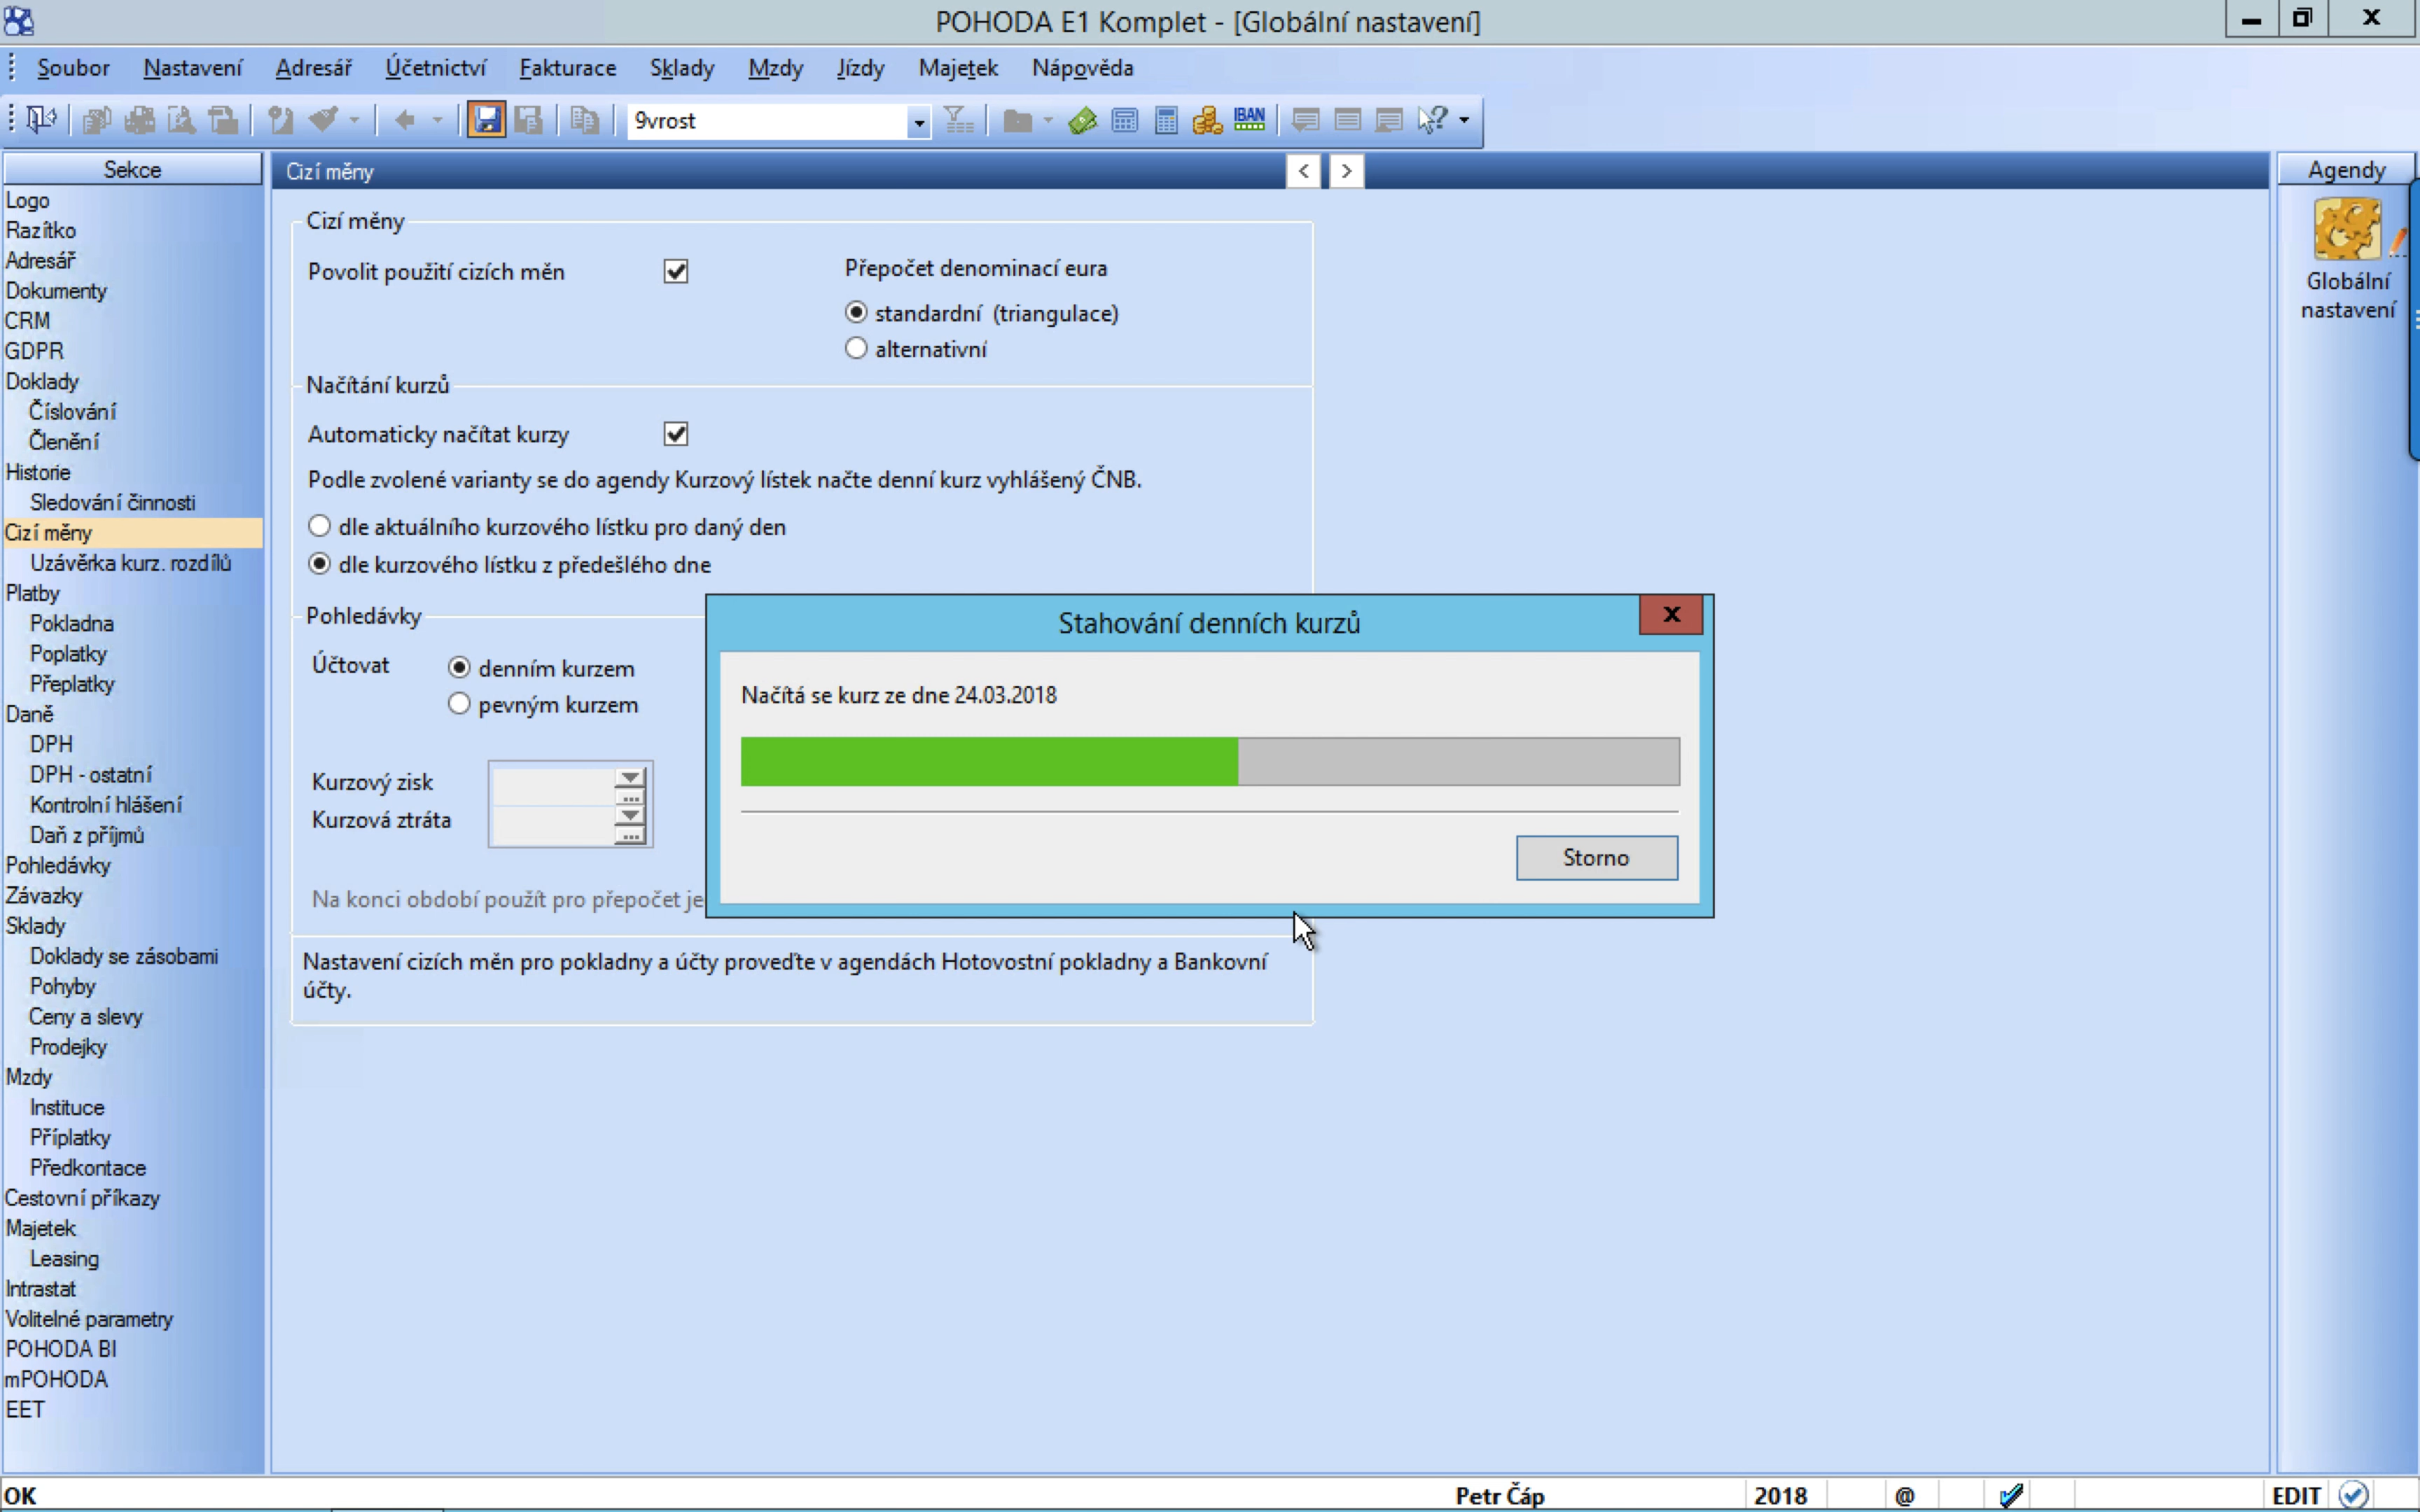 POHODA E1 Komplet - [Globální nastavení]
Soubor Nastavení Adresář Účetnictví Fakturace Sklady Mzdy Jízdy Majetek Nápověda
9vrost
IBAN
Sekce
Logo
Razítko
Adresář
Dokumenty
CRM
GDPR
Doklady
Číslování
Členění
Historie
Sledování činnosti
Cizí měny
Uzávěrka kurz. rozdílů
Platby
Pokladna
Poplatky
Přeplatky
Daně
DPH
DPH - ostatní
Kontrolní hlášení
Daň z příjmů
Pohledávky
Závazky
Sklady
Doklady se zásobami
Pohyby
Ceny a slevy
Prodejky
Mzdy
Instituce
Příplatky
Předkontace
Cestovní příkazy
Majetek
Leasing
Intrastat
Volitelné parametry
POHODA BI
mPOHODA
EET
Cizí měny
< >
Cizí měny
Povolit použití cizích měn
Přepočet denominací eura
standardní (triangulace)
alternativní
Načítání kurzů
Automaticky načítat kurzy
Podle zvolené varianty se do agendy Kurzový lístek načte denní kurz vyhlášený ČNB.
dle aktuálního kurzového lístku pro daný den
dle kurzového lístku z předešlého dne
Pohledávky
Účtovat
denním kurzem
pevným kurzem
Kurzový zisk
Kurzová ztráta
Na konci období použít pro přepočet je
Nastavení cizích měn pro pokladny a účty proveďte v agendách Hotovostní pokladny a Bankovní
účty.
Stahování denních kurzů
x
Načítá se kurz ze dne 24.03.2018
Storno
Agendy
Globální
nastavení
OK
Petr Čáp
2018
@
EDIT